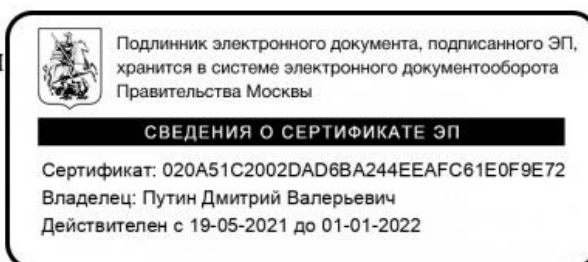 Подлинник электронного документа, подписанного ЭП,
хранится в системе электронного документооборота
Правительства Москвы
СВЕДЕНИЯ О СЕРТИФИКАТЕ ЭП
Сертификат: 020A51C2002DAD6BA244EEAFC61E0F9E72
Владелец: Путин Дмитрий Валерьевич
Действителен с 19-05-2021 до 01-01-2022